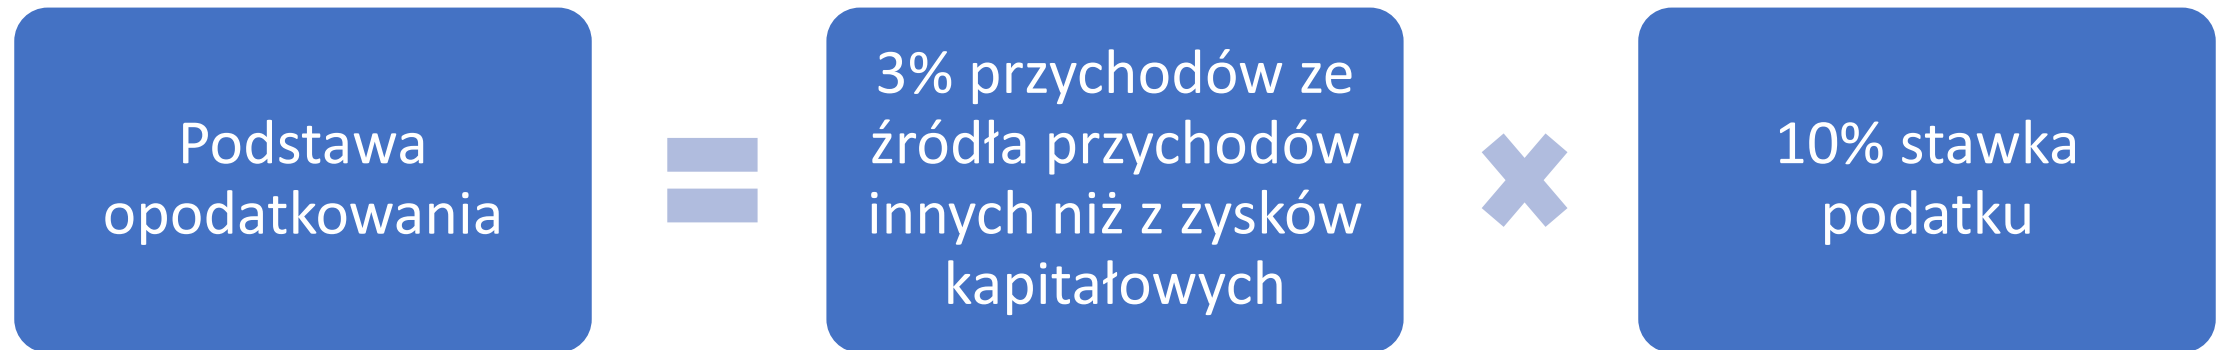 Podstawa
opodatkowania
=
3% przychodów ze
źródła przychodów
innych niż z zysków
kapitałowych
×
10% stawka
podatku